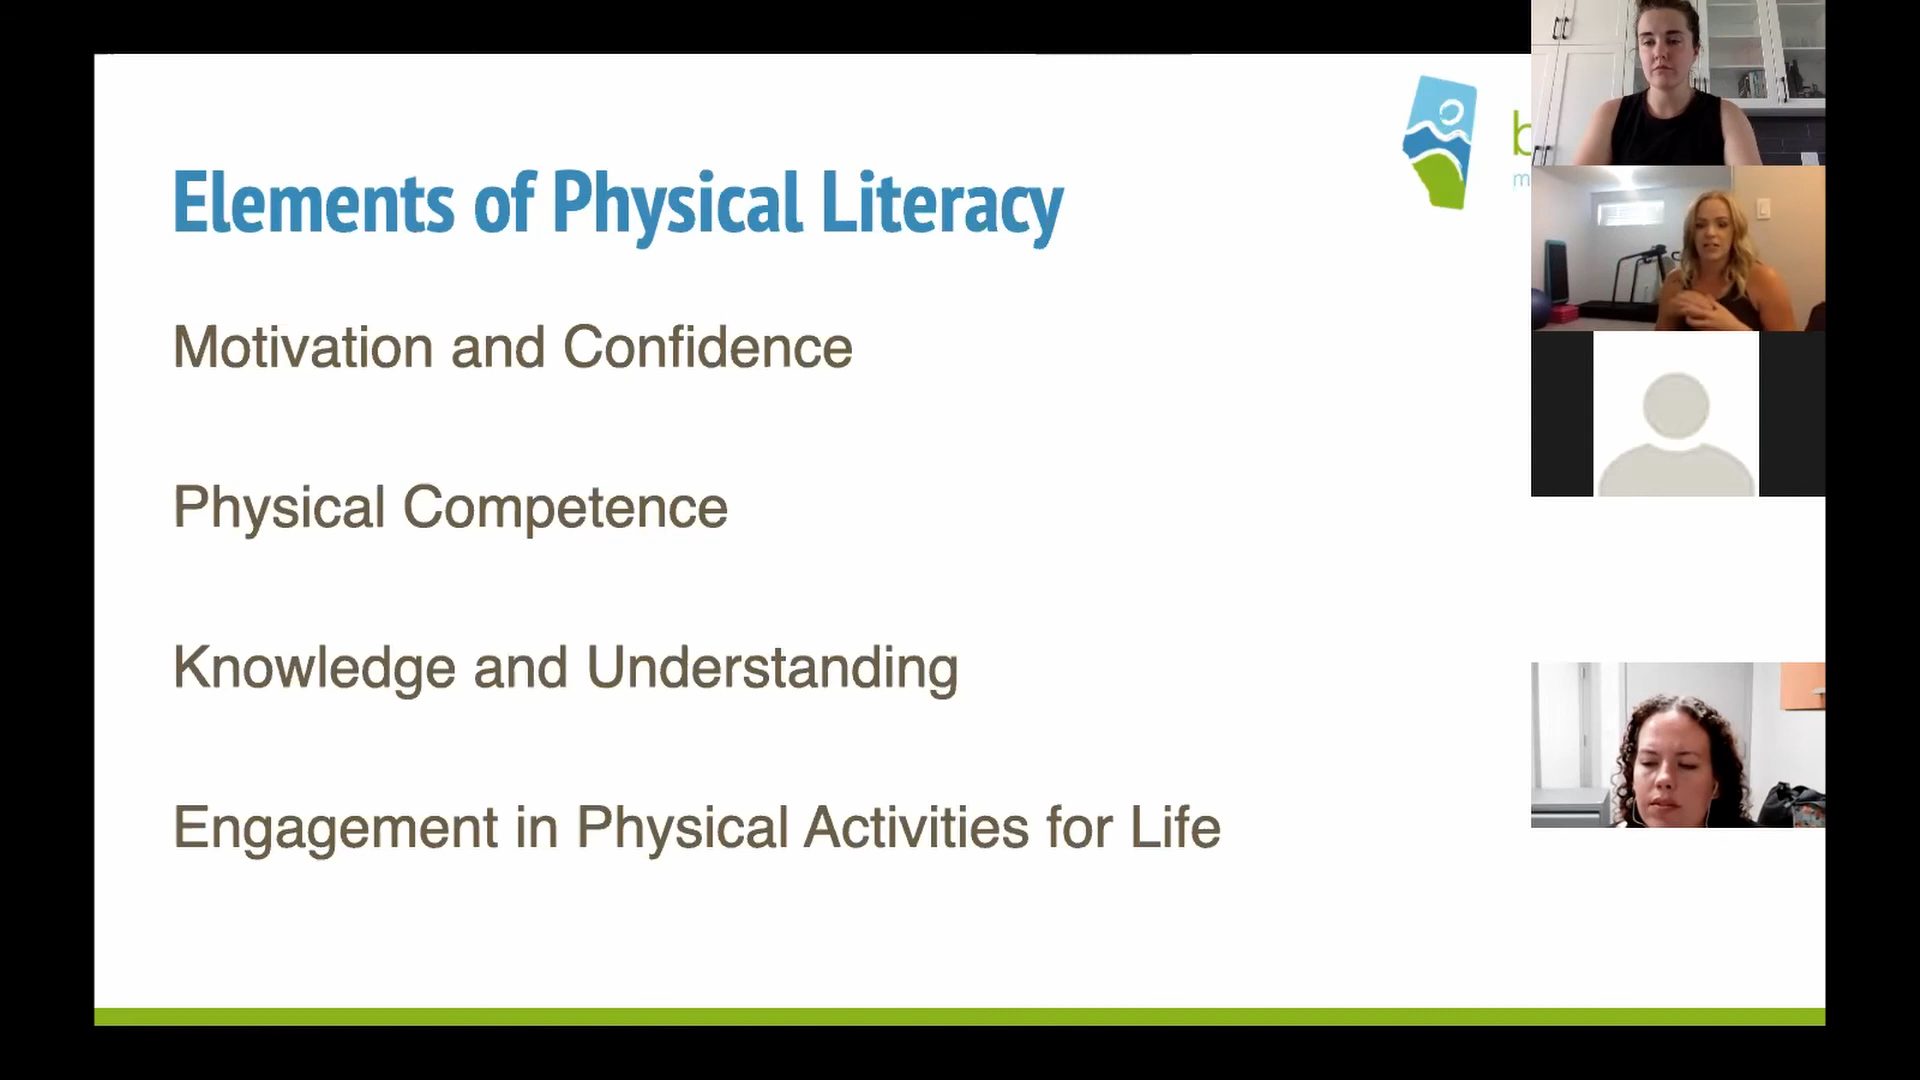 Elements of Physical Literacy
Motivation and Confidence
Physical Competence
Knowledge and Understanding
Engagement in Physical Activities for Life